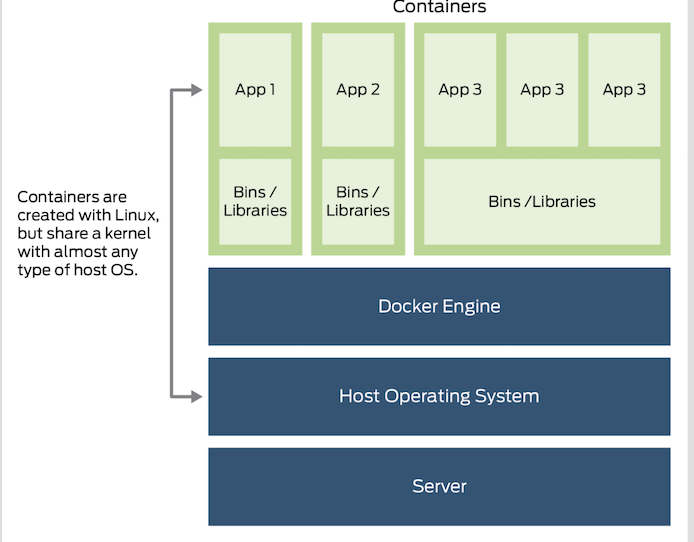 Containers
App 1
App 2
App 3
App 3
App 3
Bins /
Libraries
Bins /
Libraries
Bins /Libraries
Containers are
created with Linux,
but share a kernel
with almost any
type of host OS.
Docker Engine
Host Operating System
Server